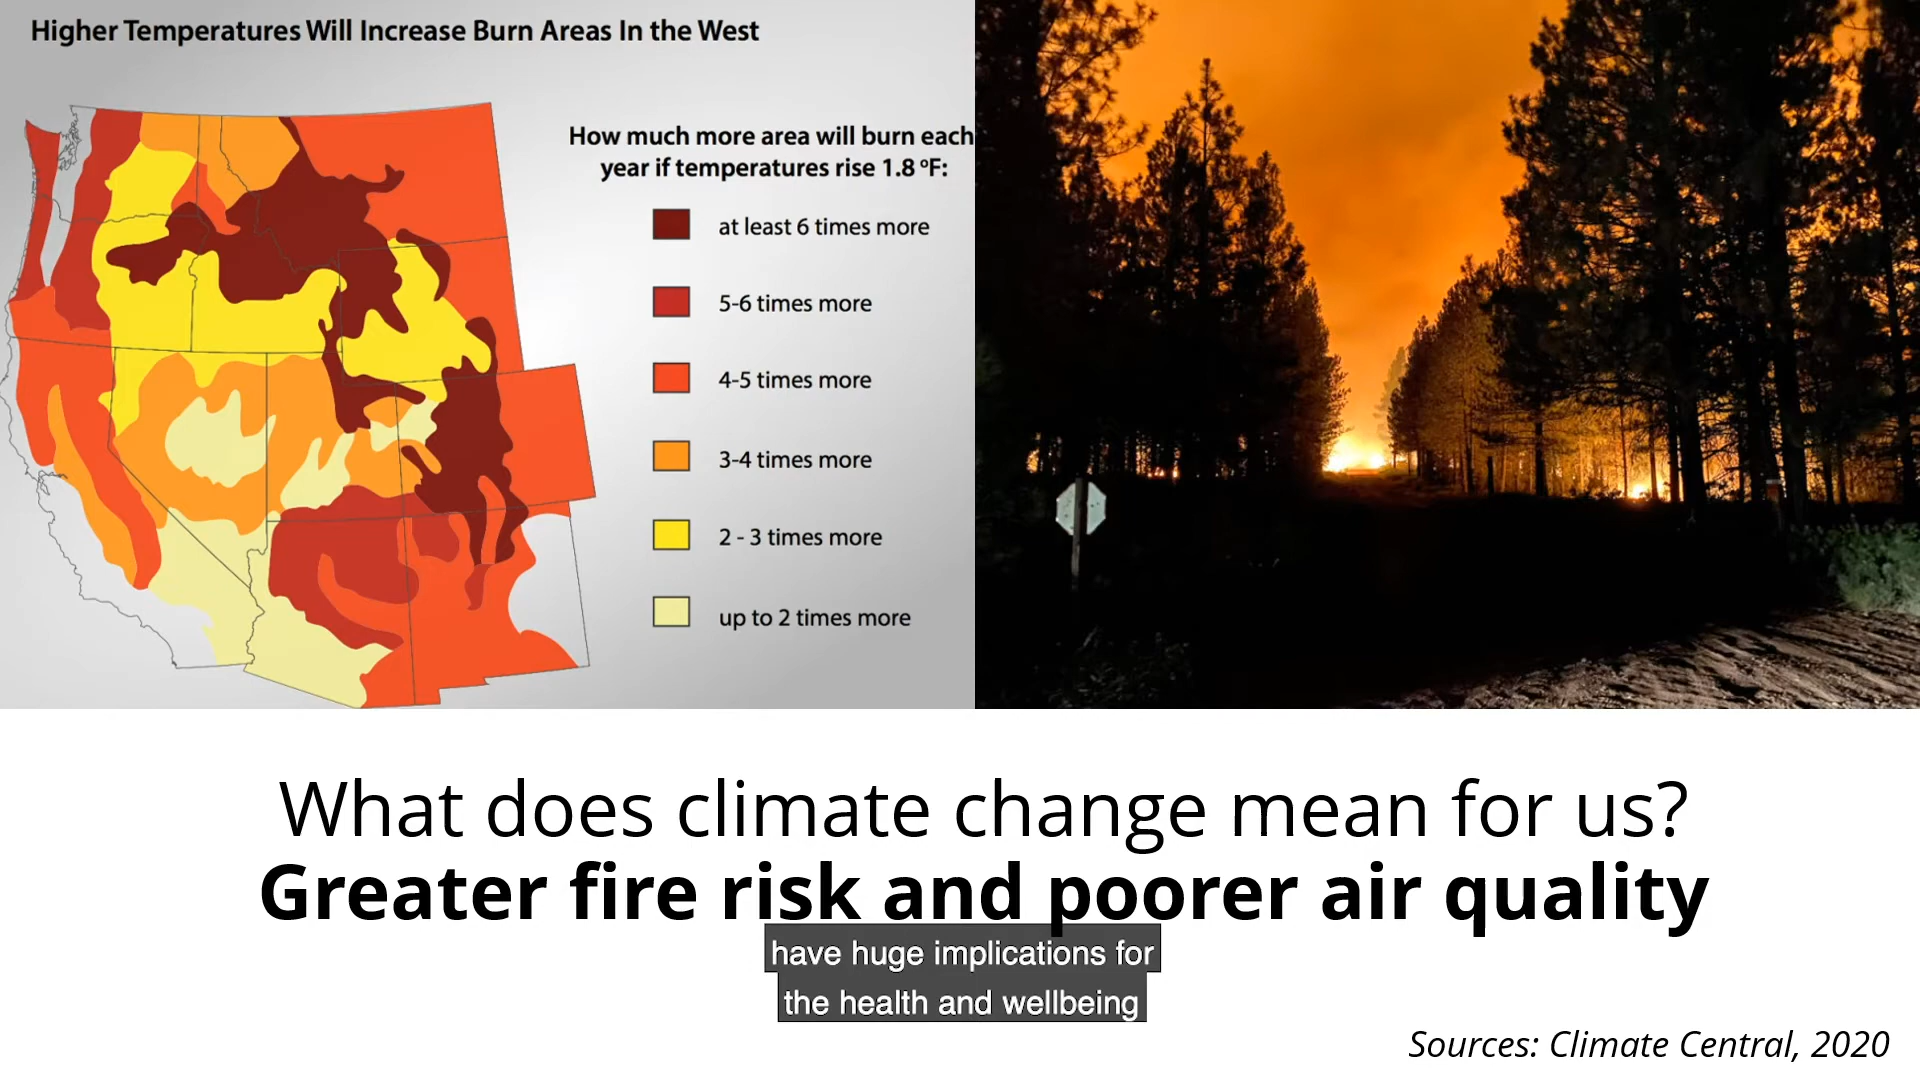 Higher Temperatures Will Increase Burn Areas In the West
How much more area will burn each
year if temperatures rise 1.8 ºF:
at least 6 times more
5-6 times more
4-5 times more
3-4 times more
2 - 3 times more
up to 2 times more
What does climate change mean for us?
Greater fire risk and poorer air quality
have huge implications for
the health and wellbeing
Sources: Climate Central, 2020